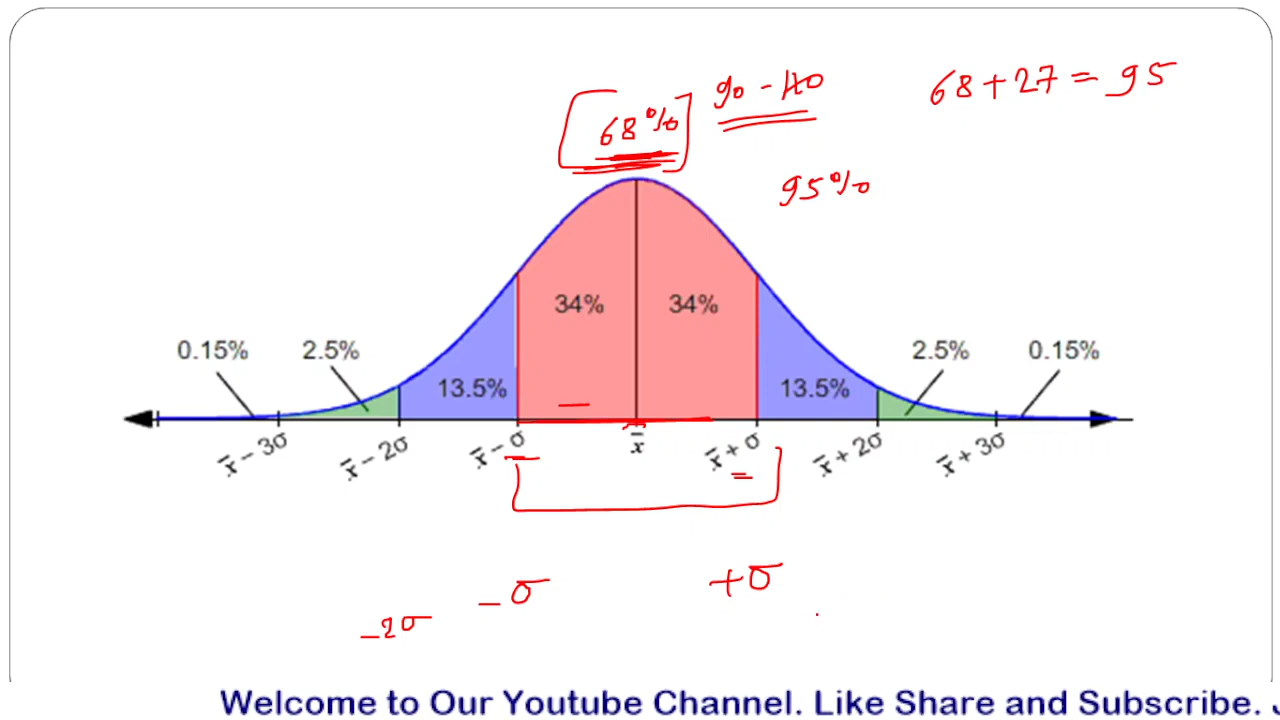 90 - 110
68 + 27 = 95
68%
95%
34% 34%
0.15% 2.5% 2.5% 0.15%
13.5% 13.5%
x̄ − 3σ x̄ − 2σ x̄ − σ x̄ x̄ + σ x̄ + 2σ x̄ + 3σ
−2σ −σ +σ
Welcome to Our Youtube Channel. Like Share and Subscribe.